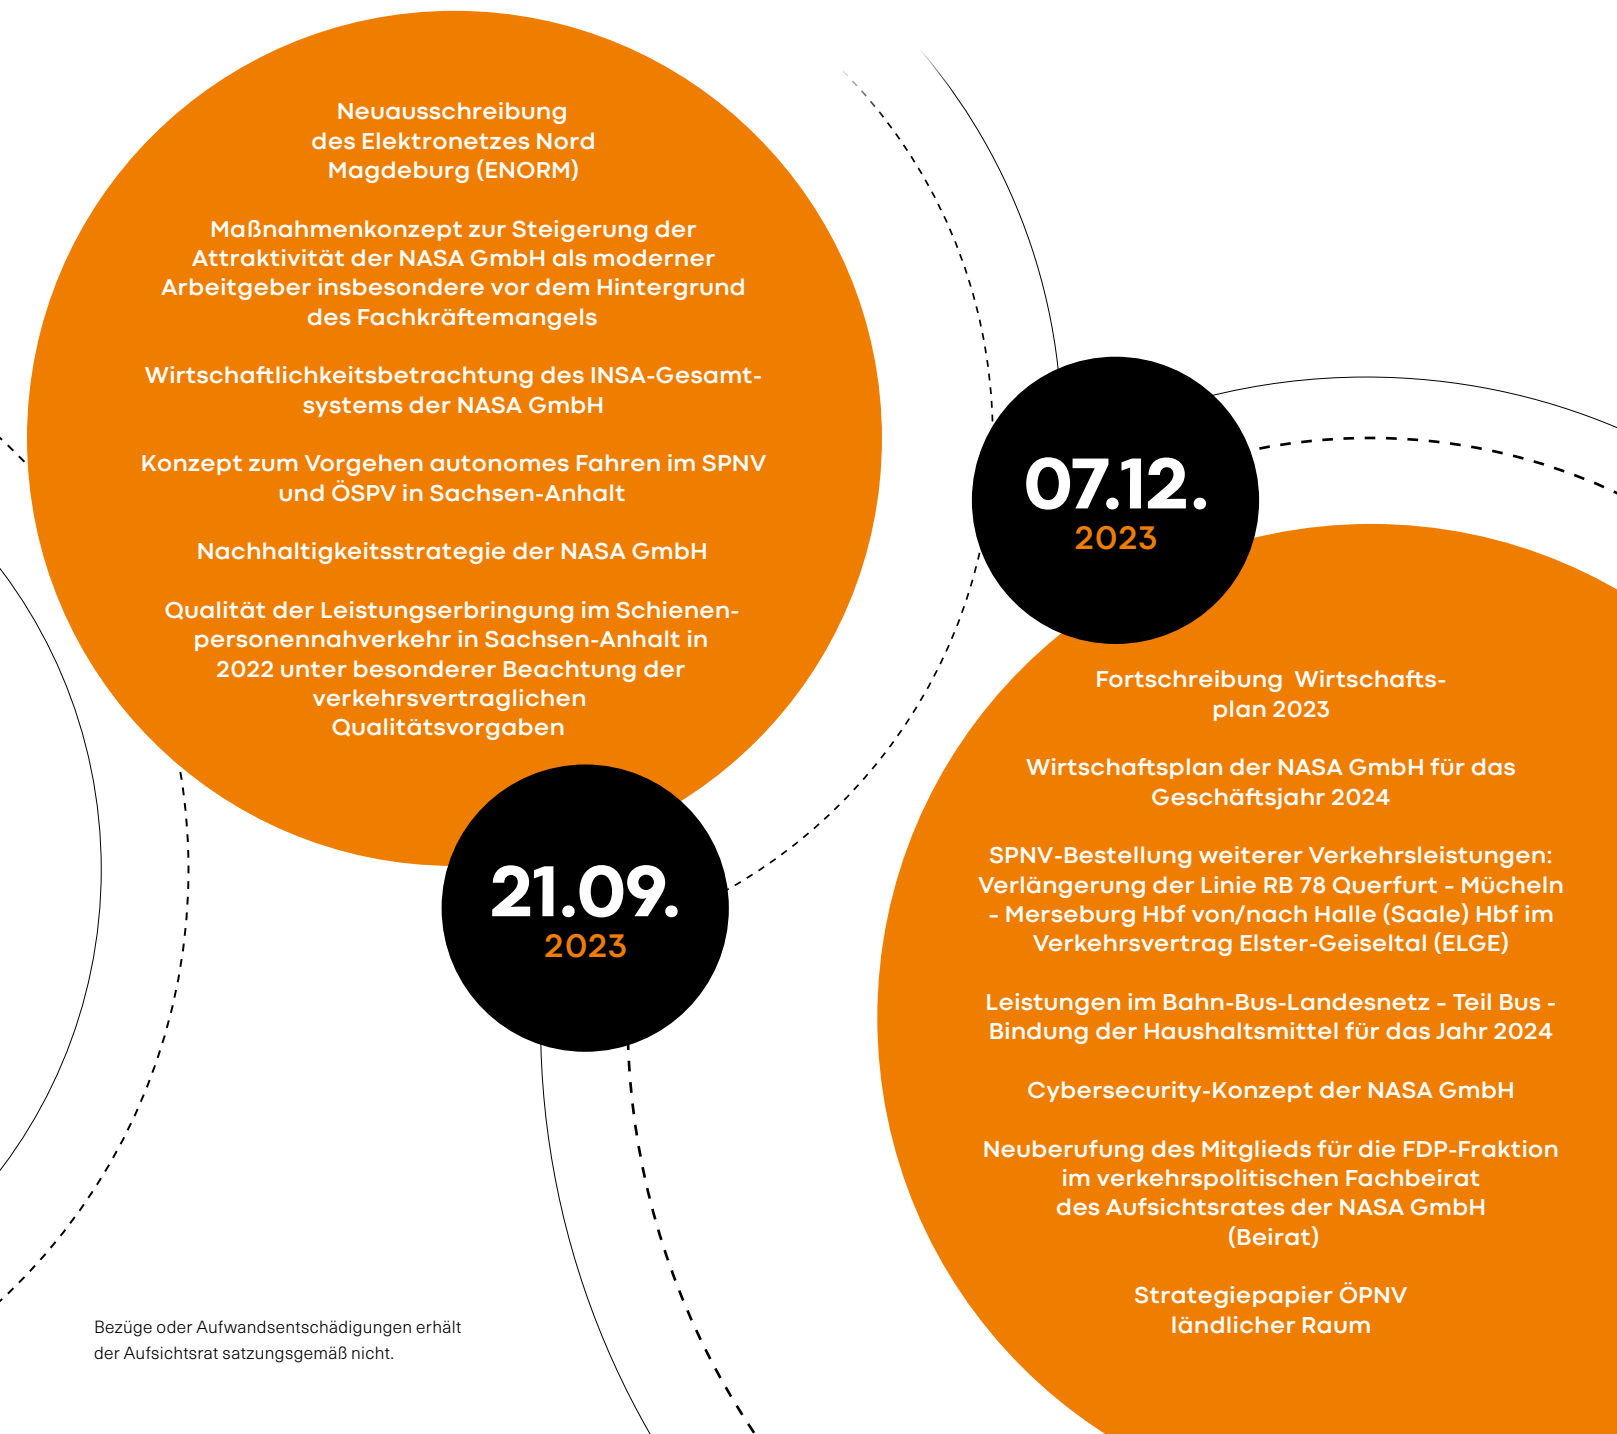 Neuausschreibung
des Elektronetzes Nord
Magdeburg (ENORM)
Maßnahmenkonzept zur Steigerung der
Attraktivität der NASA GmbH als moderner
Arbeitgeber insbesondere vor dem Hintergrund
des Fachkräftemangels
Wirtschaftlichkeitsbetrachtung des INSA-Gesamt-
systems der NASA GmbH
Konzept zum Vorgehen autonomes Fahren im SPNV
und ÖSPV in Sachsen-Anhalt
Nachhaltigkeitsstrategie der NASA GmbH
Qualität der Leistungserbringung im Schienen-
personennahverkehr in Sachsen-Anhalt in
2022 unter besonderer Beachtung der
verkehrsvertraglichen
Qualitätsvorgaben
21.09.
2023
07.12.
2023
Fortschreibung Wirtschafts-
plan 2023
Wirtschaftsplan der NASA GmbH für das
Geschäftsjahr 2024
SPNV-Bestellung weiterer Verkehrsleistungen:
Verlängerung der Linie RB 78 Querfurt - Mücheln
- Merseburg Hbf von/nach Halle (Saale) Hbf im
Verkehrsvertrag Elster-Geiseltal (ELGE)
Leistungen im Bahn-Bus-Landesnetz - Teil Bus -
Bindung der Haushaltsmittel für das Jahr 2024
Cybersecurity-Konzept der NASA GmbH
Neuberufung des Mitglieds für die FDP-Fraktion
im verkehrspolitischen Fachbeirat
des Aufsichtsrates der NASA GmbH
(Beirat)
Strategiepapier ÖPNV
ländlicher Raum
Bezüge oder Aufwandsentschädigungen erhält
der Aufsichtsrat satzungsgemäß nicht.